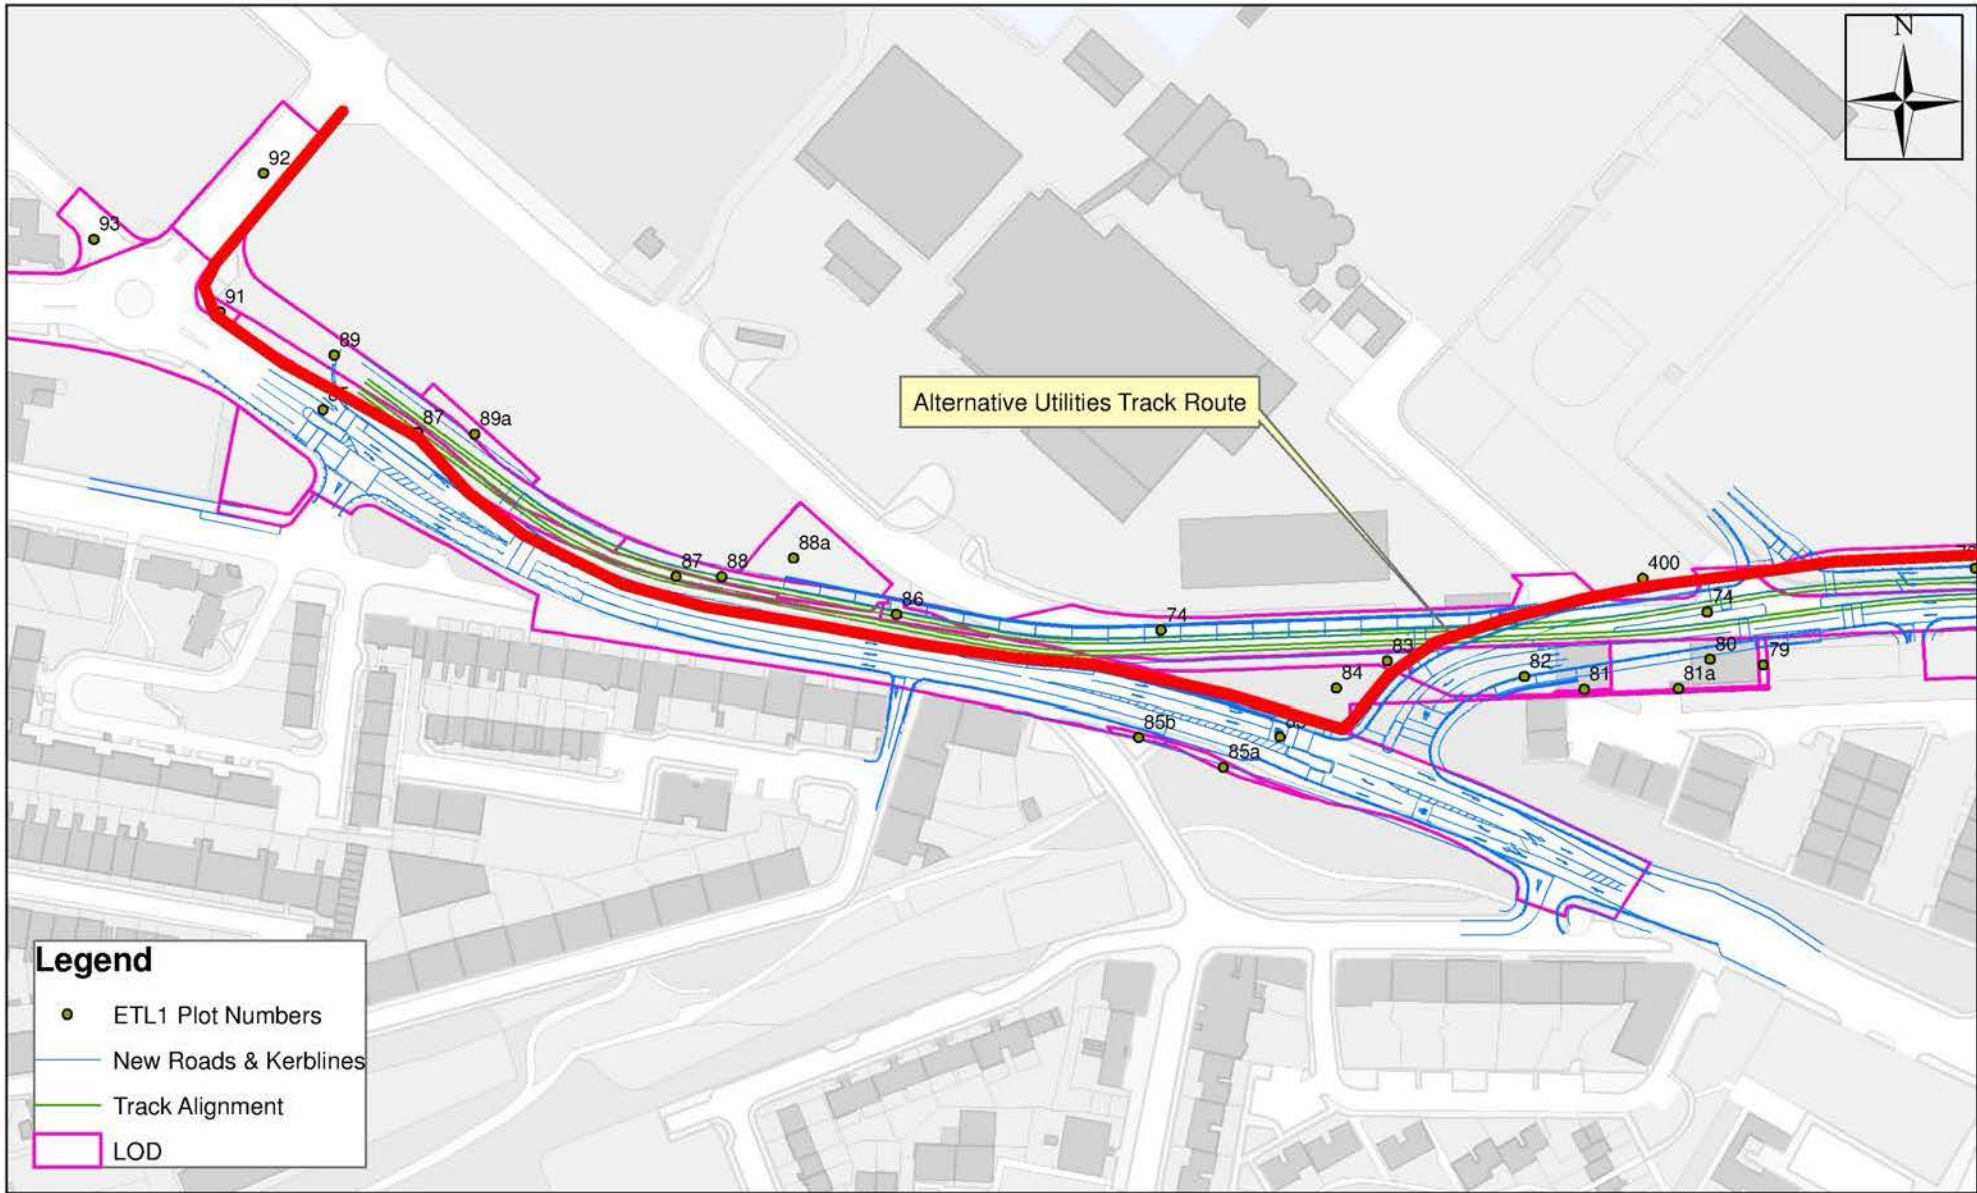 N
92
93
91
89
87
89a
Alternative Utilities Track Route
88a
87
88
400
86
74
74
83
80
79
82
84
81
81a
85b
85a
Legend
ETL1 Plot Numbers
New Roads & Kerblines
Track Alignment
LOD